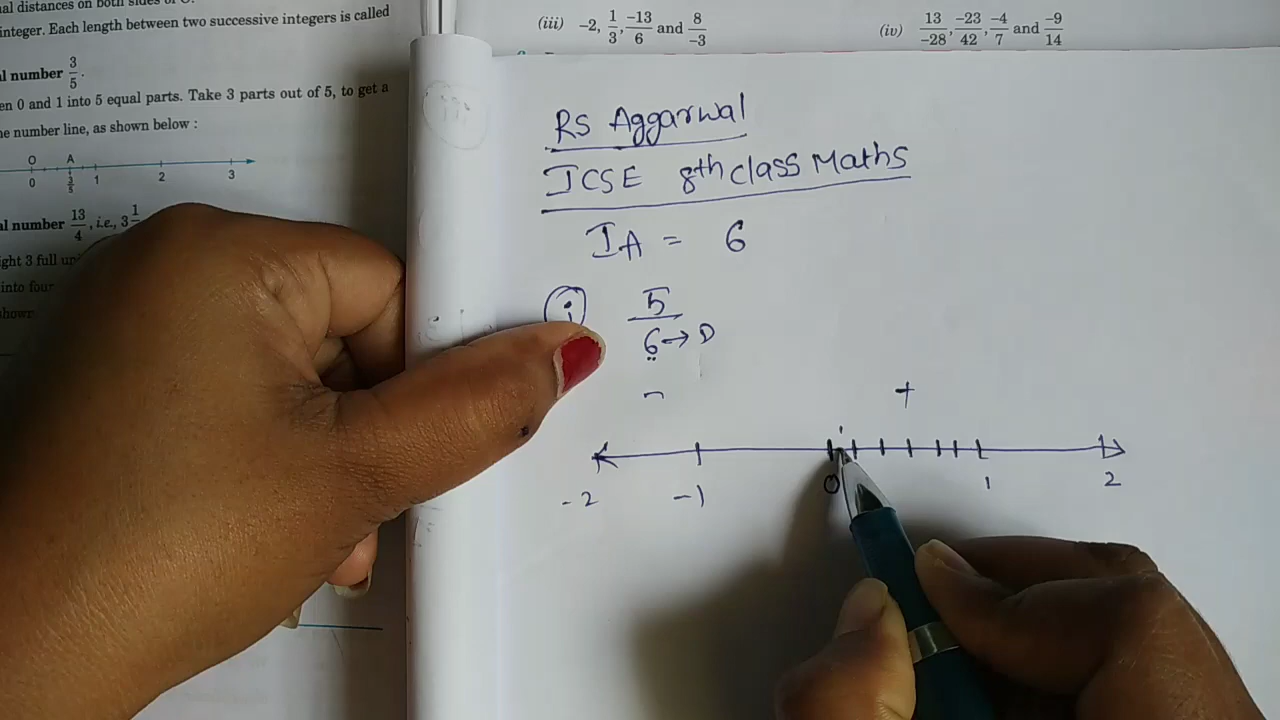 al distances on both sides of O.
integer. Each length between two successive integers is called
l number 3/5.
en 0 and 1 into 5 equal parts. Take 3 parts out of 5, to get a
he number line, as shown below :
O A
0 3/5 1 2 3
al number 13/4, i.e., 3 1
ight 3 full un
into four
shown
(iii) -2, 1/3, -13/6 and 8/-3
(iv) 13/-28, -23/42, -4/7 and -9/14
RS Aggarwal
ICSE 8th class Maths
IA = 6
(i) 5/6 → D
- +
-2 -1 0 1 2